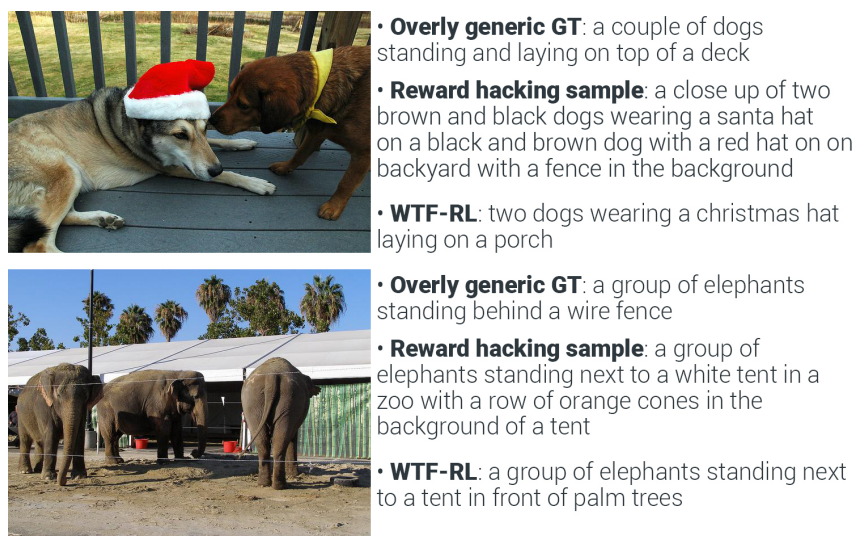 • Overly generic GT: a couple of dogs
standing and laying on top of a deck
• Reward hacking sample: a close up of two
brown and black dogs wearing a santa hat
on a black and brown dog with a red hat on on
backyard with a fence in the background
• WTF-RL: two dogs wearing a christmas hat
laying on a porch
• Overly generic GT: a group of elephants
standing behind a wire fence
• Reward hacking sample: a group of
elephants standing next to a white tent in a
zoo with a row of orange cones in the
background of a tent
• WTF-RL: a group of elephants standing next
to a tent in front of palm trees